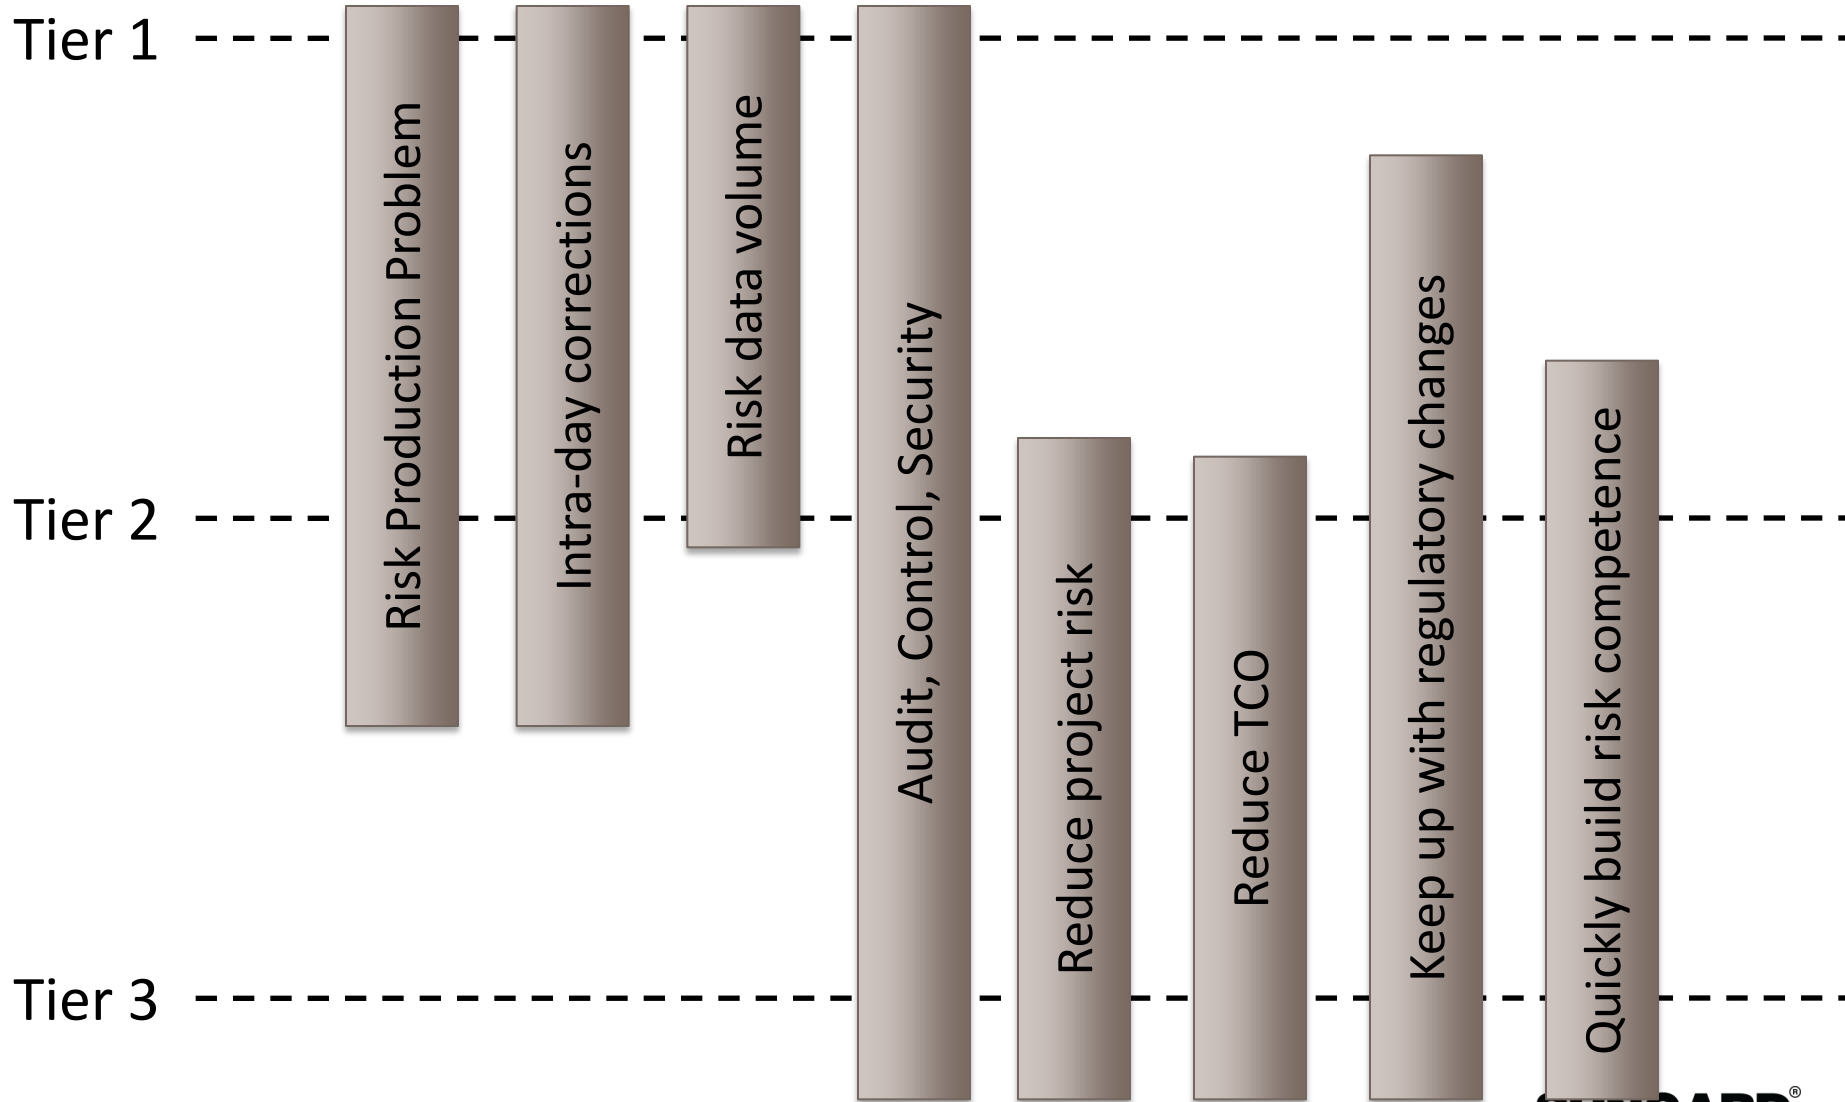 Tier 1
Risk Production Problem
Intra-day corrections
Risk data volume
Audit, Control, Security
Reduce project risk
Reduce TCO
Keep up with regulatory changes
Quickly build risk competence
Tier 2
Tier 3